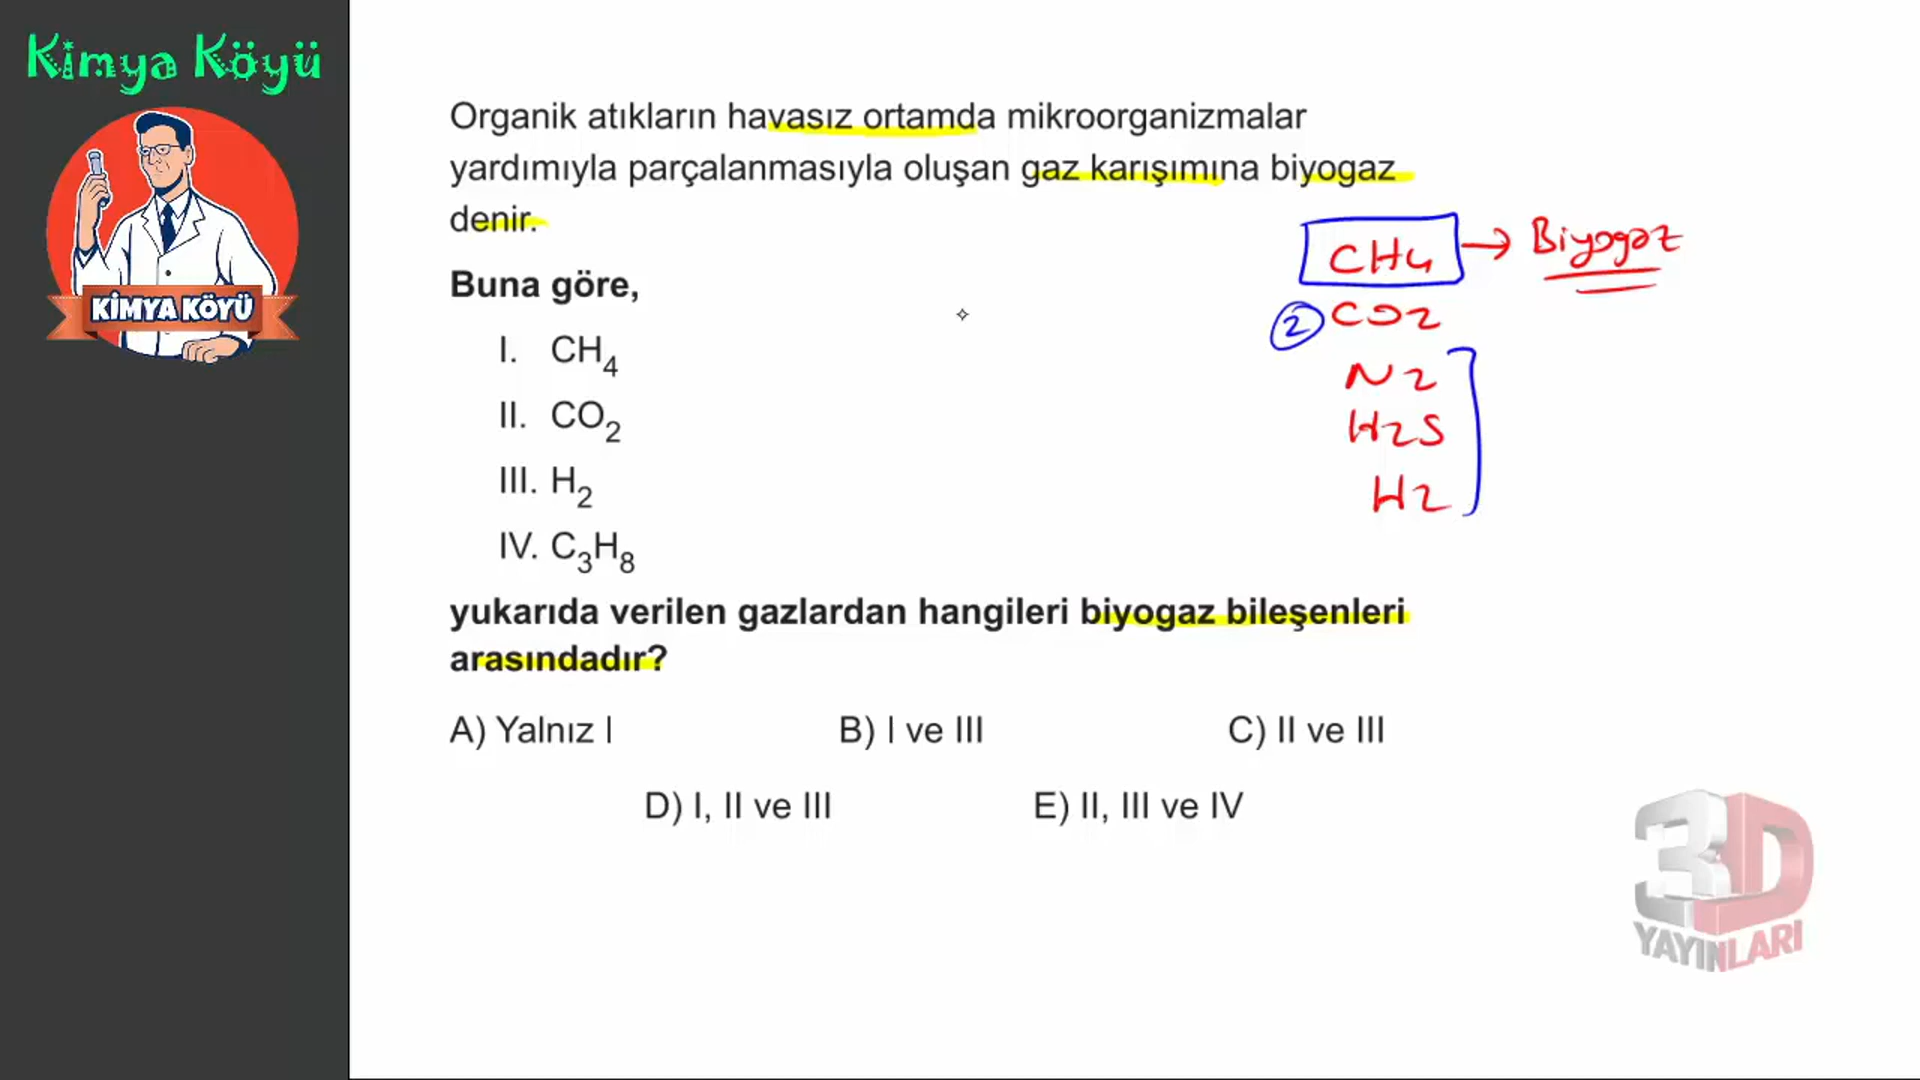 Kimya Köyü
KİMYA KÖYÜ
Organik atıkların havasız ortamda mikroorganizmalar
yardımıyla parçalanmasıyla oluşan gaz karışımına biyogaz
denir.
Buna göre,
I. CH₄
II. CO₂
III. H₂
IV. C₃H₈
yukarıda verilen gazlardan hangileri biyogaz bileşenleri
arasındadır?
A) Yalnız I
B) I ve III
C) II ve III
D) I, II ve III
E) II, III ve IV
CH₄ → Biyogaz
② CO₂
N₂
H₂S
H₂
3D
YAYINLARI